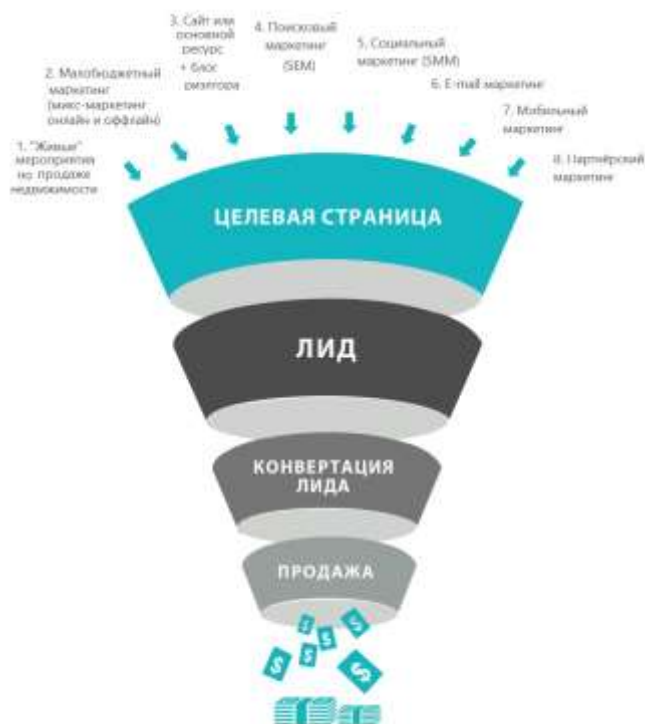 1. "Живые"
мероприятия
по продаже
недвижимости
2. Малобюджетный
маркетинг
(микс-маркетинг
онлайн и оффлайн)
3. Сайт или
основной
ресурс
+ блог
риэлтора
4. Поисковый
маркетинг
(SEM)
5. Социальный
маркетинг (SMM)
6. E-mail маркетинг
7. Мобильный
маркетинг
8. Партнёрский
маркетинг
ЦЕЛЕВАЯ СТРАНИЦА
ЛИД
КОНВЕРТАЦИЯ
ЛИДА
ПРОДАЖА
$
$
$
$
$
$
$